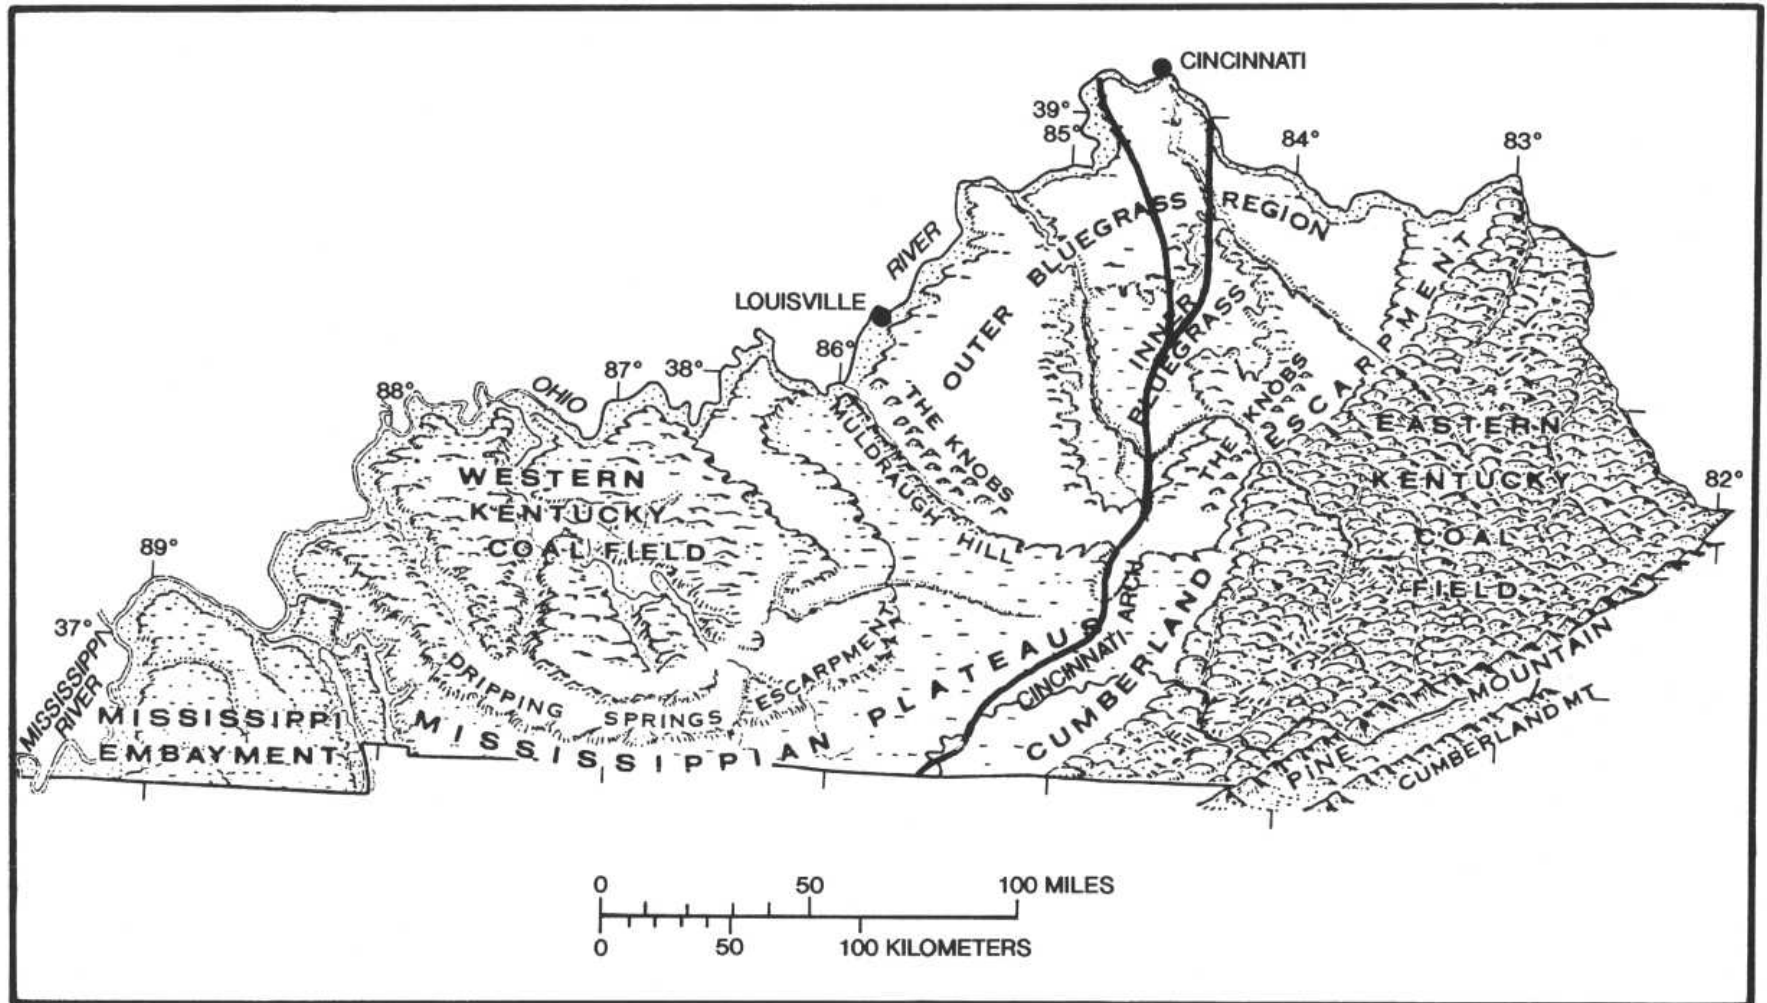 CINCINNATI
39°
85°
84°
83°
BLUEGRASS REGION
RIVER
LOUISVILLE
OUTER
INNER
BLUEGRASS
ESCARPMENT
86°
87°
38°
88°
OHIO
THE KNOBS
THE KNOBS
MULDRAUGH HILL
EASTERN
KENTUCKY
COAL
FIELD
82°
WESTERN
KENTUCKY
COAL FIELD
89°
37°
MISSISSIPPI
RIVER
MISSISSIPPI
EMBAYMENT
DRIPPING SPRINGS ESCARPMENT
MISSISSIPPIAN PLATEAUS
CINCINNATI ARCH
CUMBERLAND
PINE MOUNTAIN
CUMBERLAND MT.
0 50 100 MILES
0 50 100 KILOMETERS